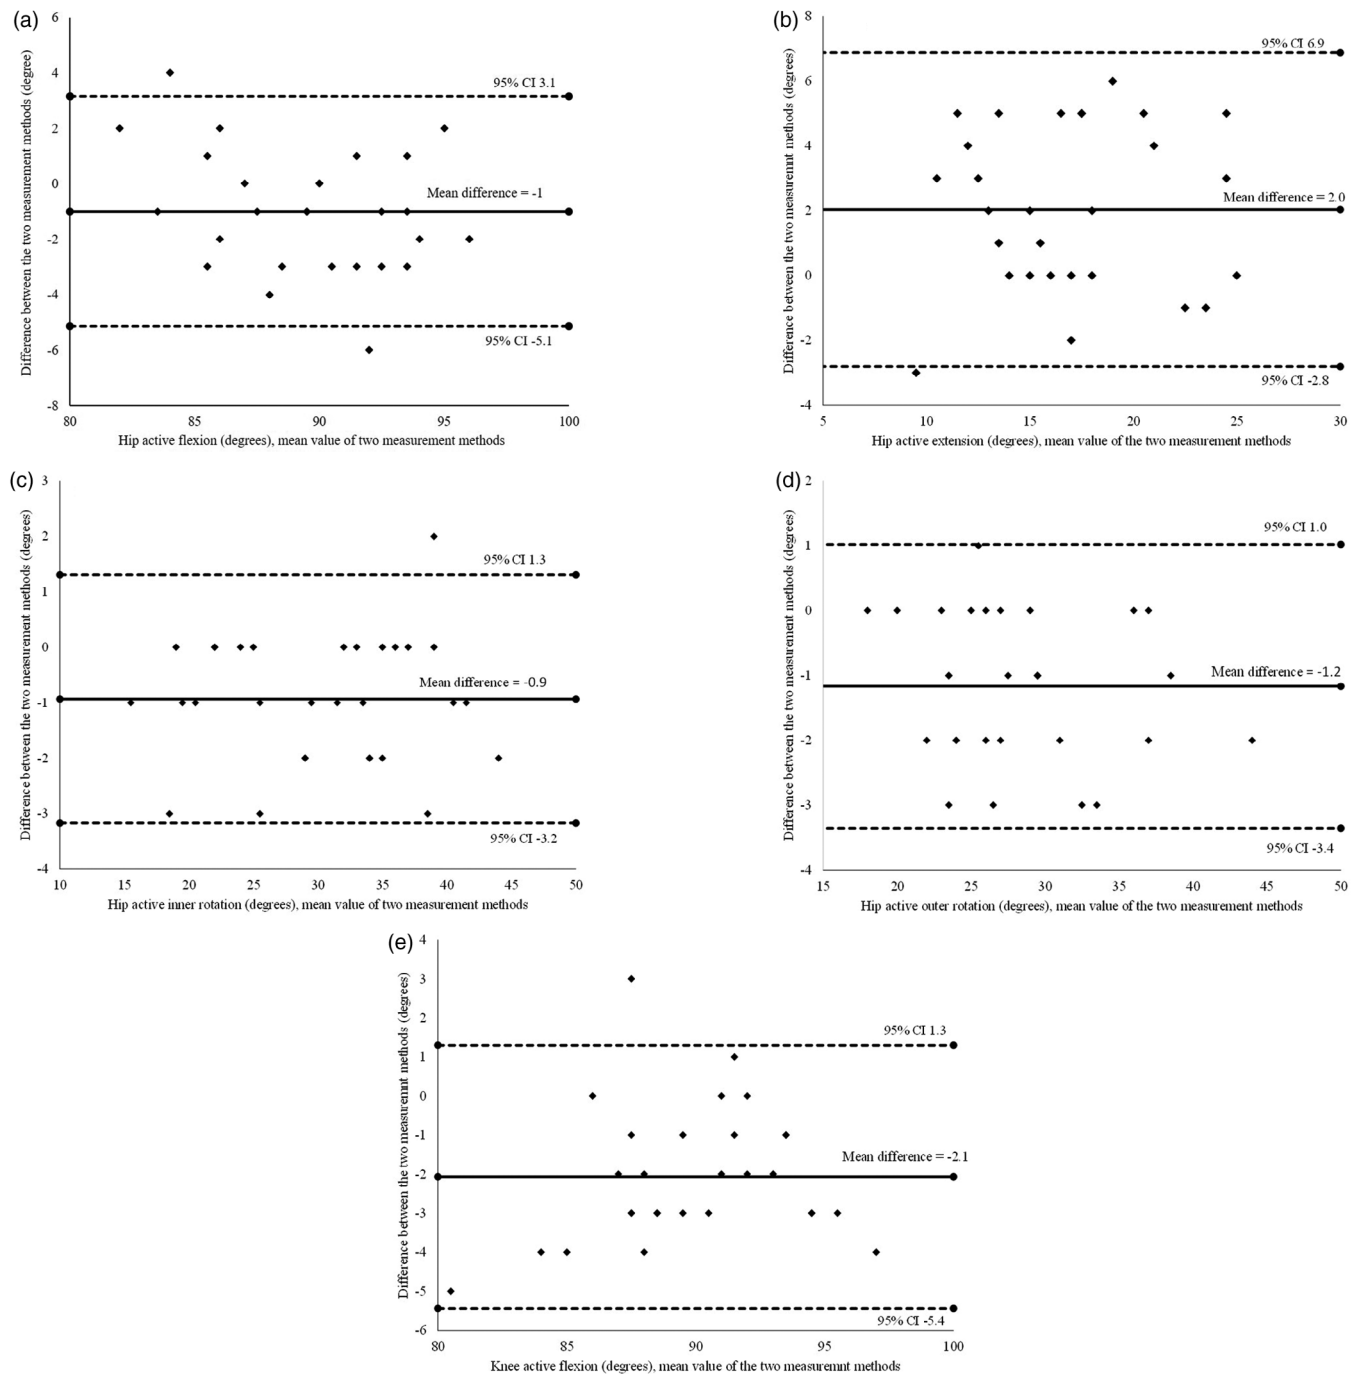 (a)
6
4
2
0
-2
-4
-6
-8
Difference between the two measurement methods (degree)
95% CI 3.1
Mean difference = -1
95% CI -5.1
80 85 90 95 100
Hip active flexion (degrees), mean value of two measurement methods
(b)
8
6
4
2
0
-2
-4
Difference between the two measuremnt methods (degrees)
95% CI 6.9
Mean difference = 2.0
95% CI -2.8
5 10 15 20 25 30
Hip active extension (degrees), mean value of the two measurement methods
(c)
3
2
1
0
-1
-2
-3
-4
Difference between the two measurement methods (degrees)
95% CI 1.3
Mean difference = -0.9
95% CI -3.2
10 15 20 25 30 35 40 45 50
Hip active inner rotation (degrees), mean value of two measurement methods
(d)
2
1
0
-1
-2
-3
-4
Difference between the two measurement methods (degrees)
95% CI 1.0
Mean difference = -1.2
95% CI -3.4
15 20 25 30 35 40 45 50
Hip active outer rotation (degrees), mean value of the two measurement methods
(e)
4
3
2
1
0
-1
-2
-3
-4
-5
-6
Difference between the two measuremnt methods (degrees)
95% CI 1.3
Mean difference = -2.1
95% CI -5.4
80 85 90 95 100
Knee active flexion (degrees), mean value of the two measuremnt methods